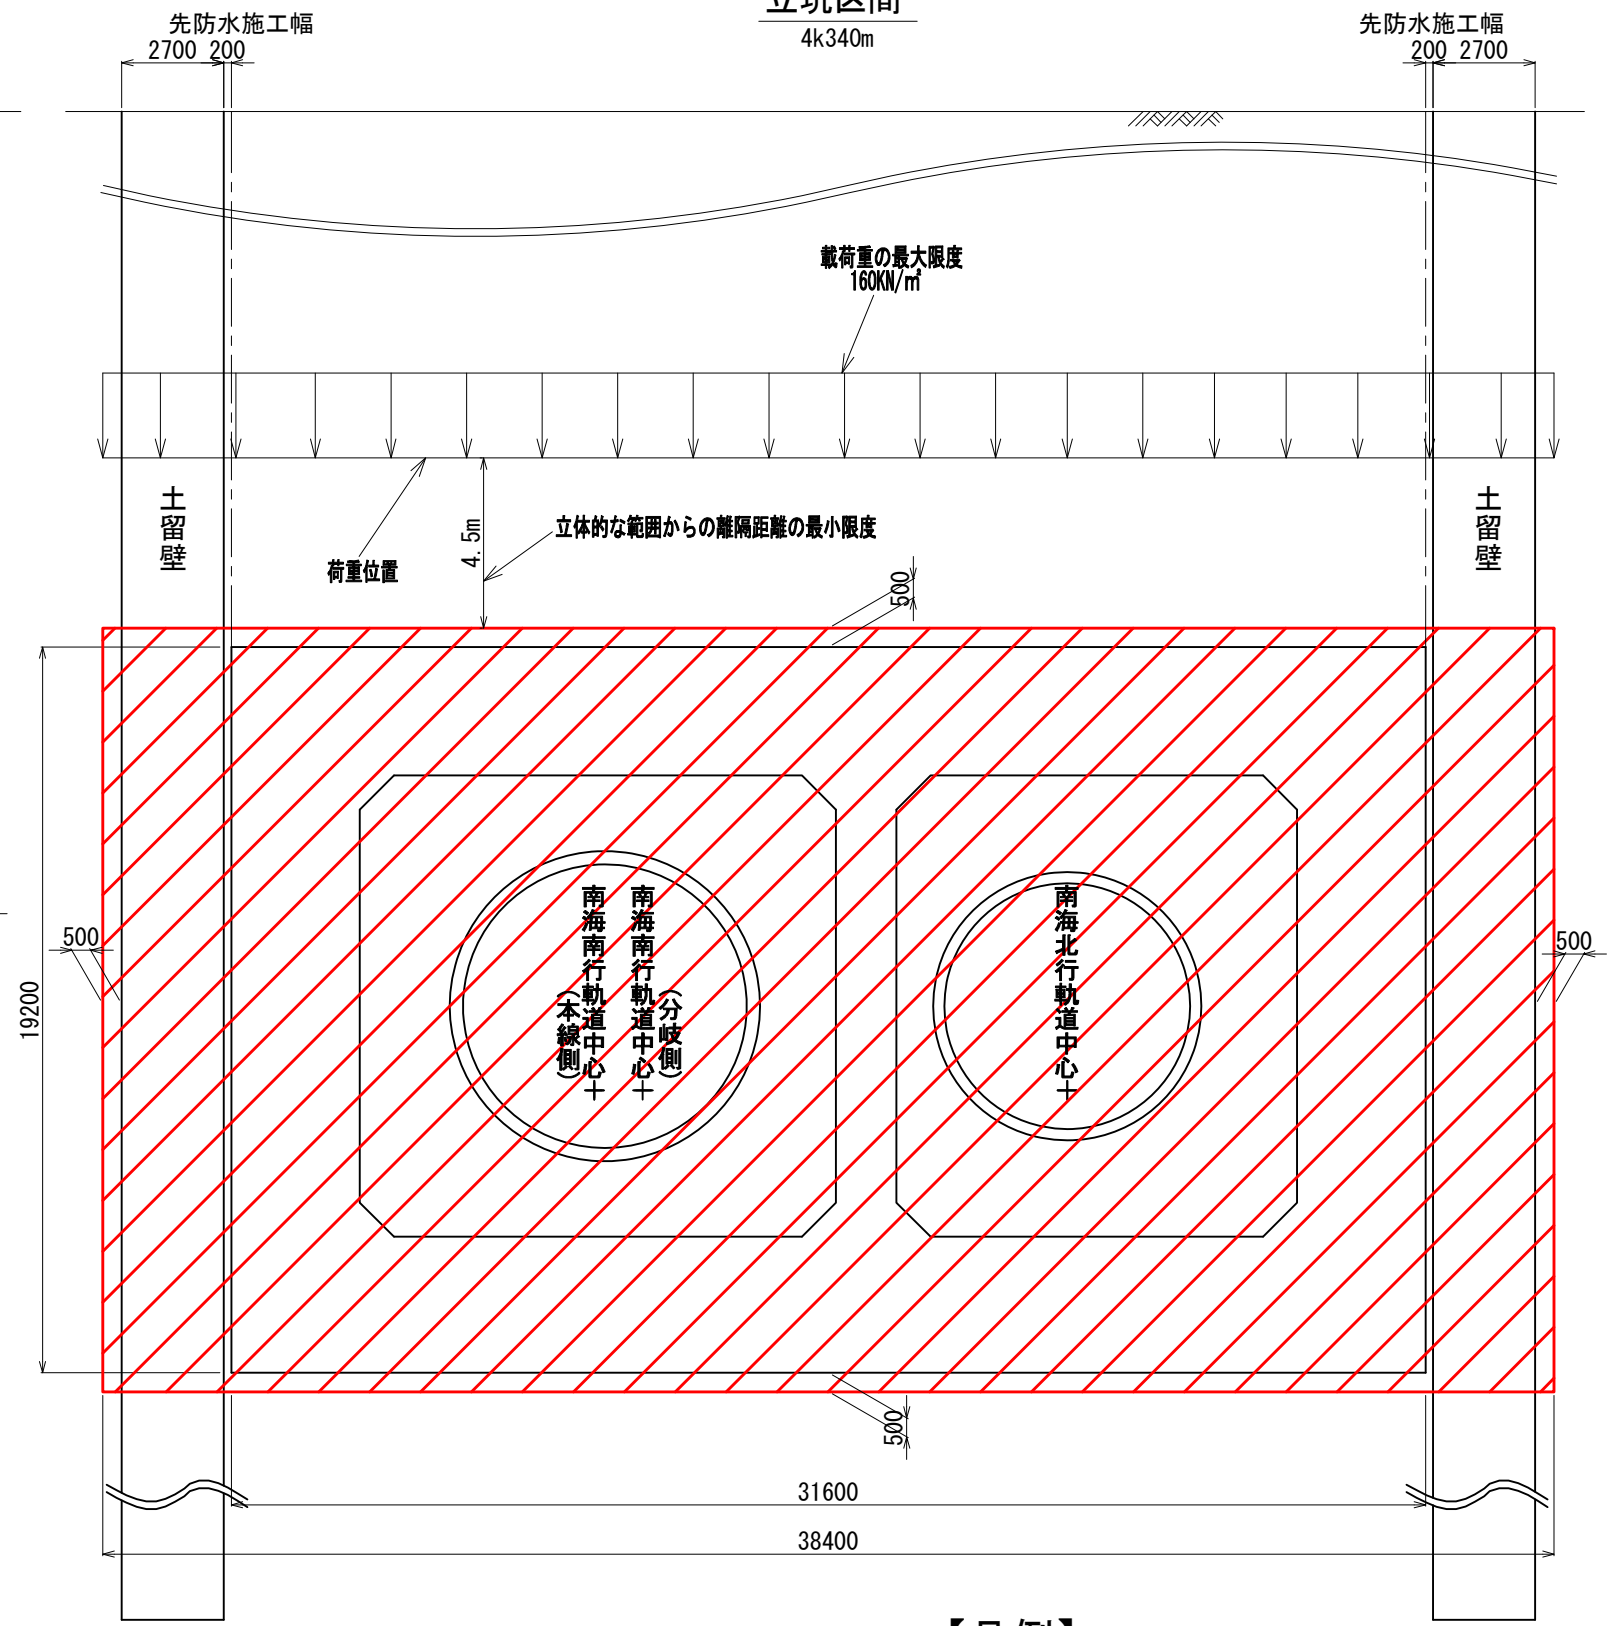 立坑区間
4k340m
先防水施工幅
2700 200
先防水施工幅
200 2700
載荷重の最大限度
160KN/㎡
土留壁
土留壁
4.5m
立体的な範囲からの離隔距離の最小限度
荷重位置
500
南海南行軌道中心
(本線側)
南海南行軌道中心
(分岐側)
南海北行軌道中心
500
500
19200
500
31600
38400
【凡例】